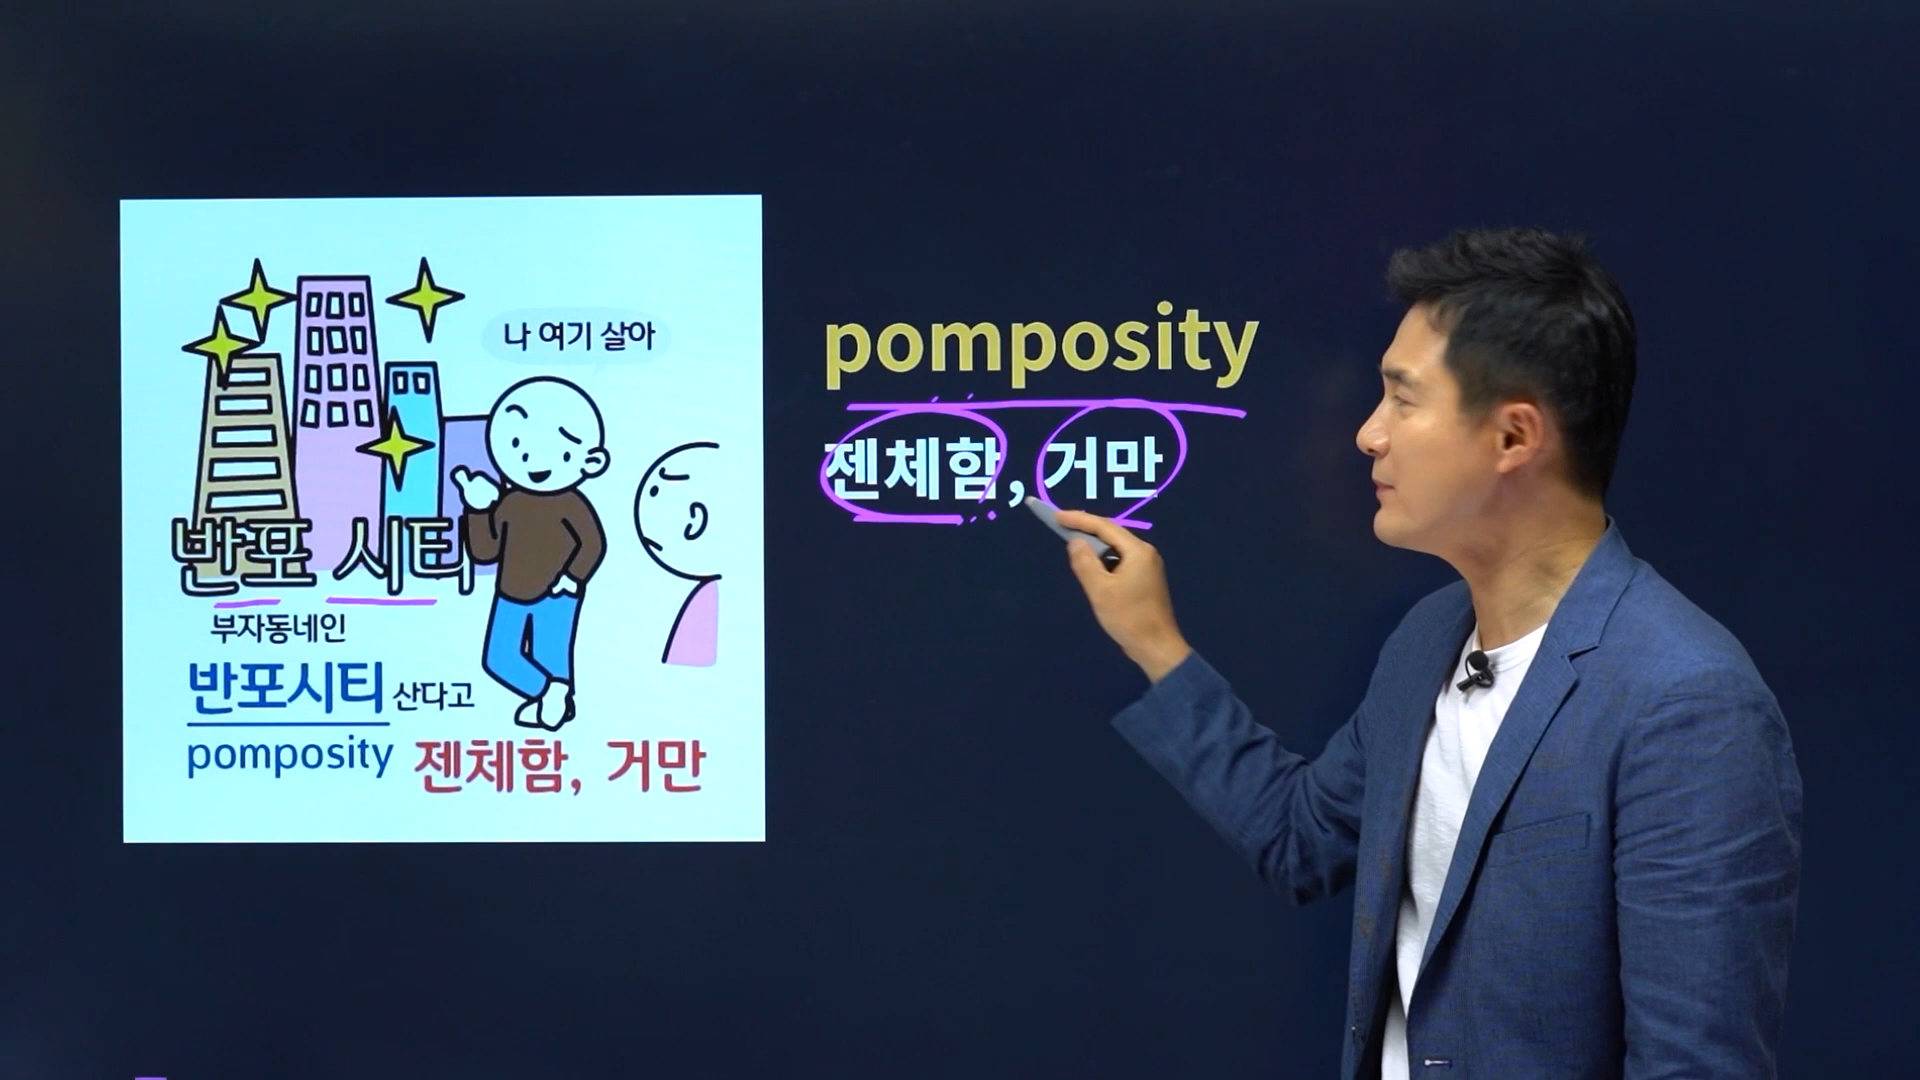 나 여기 살아
반포 시티
부자동네인
반포시티 산다고
pomposity 젠체함, 거만
pomposity
젠체함, 거만